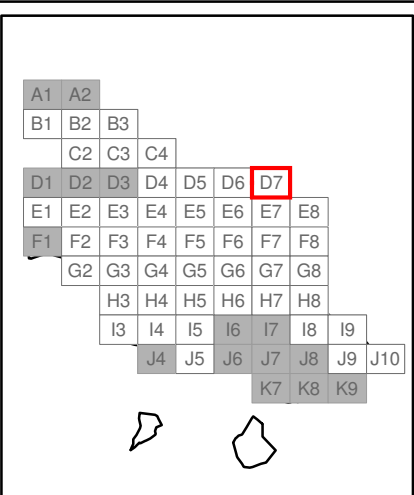 A1 A2
B1 B2 B3
C2 C3 C4
D1 D2 D3 D4 D5 D6 D7
E1 E2 E3 E4 E5 E6 E7 E8
F1 F2 F3 F4 F5 F6 F7 F8
G2 G3 G4 G5 G6 G7 G8
H3 H4 H5 H6 H7 H8
I3 I4 I5 I6 I7 I8 I9
J4 J5 J6 J7 J8 J9 J10
K7 K8 K9